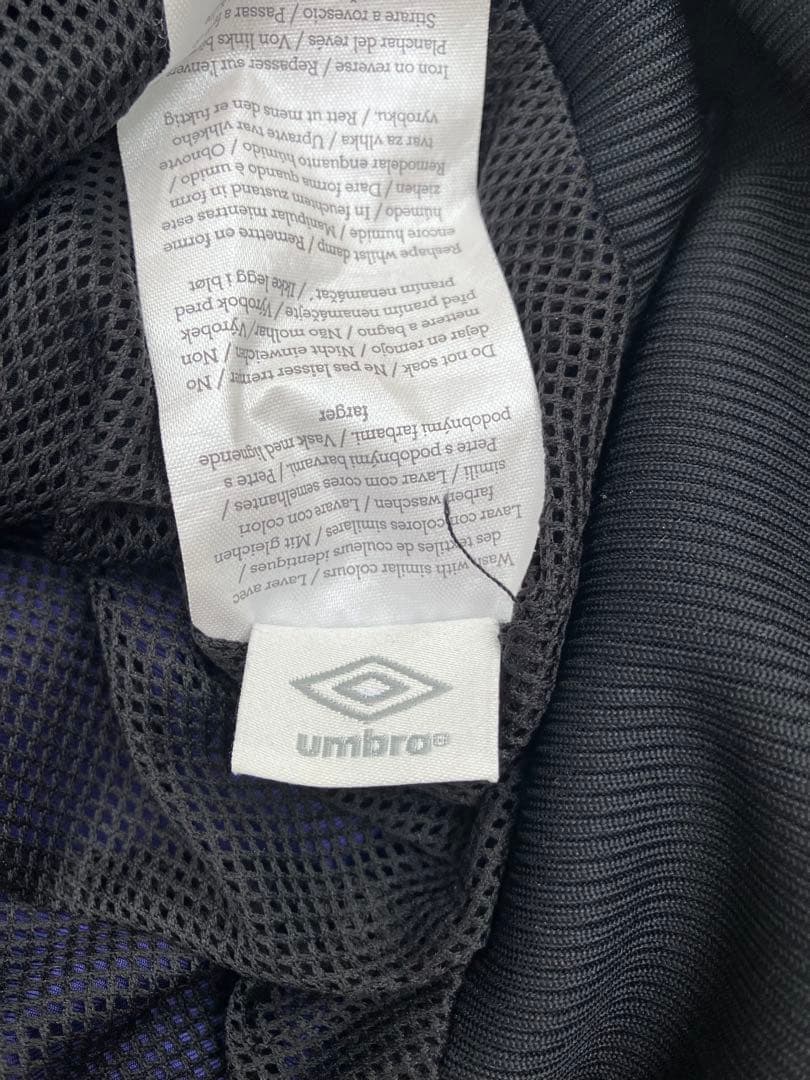 Wash with similar colours / Laver avec
des textiles de couleurs identiques /
Lavar con colores similares / Mit gleichen
farben waschen / Lavare con colori
simili / Lavar com cores semelhantes /
Perte s podobnými barvami. / Perte s
podobnými farbami. / Vask med lignende
farger
Do not soak / Ne pas laisser tremer / No
dejar en remojo / Nicht einweichen / Non
mettere a bagno / Não molhar / Výrobek
před praním nenamáčejte / Výrobok pred
praním nenamáčať. / Ikke legg i bløt
Reshape whilst damp / Remettre en forme
encore humide / Manipular mientras este
húmedo / In feuchtem zustand in form
ziehen / Dare forma quando è umido /
Remodelar enquanto húmido / Obnovte
tvar za vlhka / Upravte tvar vlhkého
výrobku. / Rett ut mens den er fuktig
Iron on reverse / Repasser sur l'enver
Planchar del revés / Von links
Stirare a rovescio / Passar a
umbro